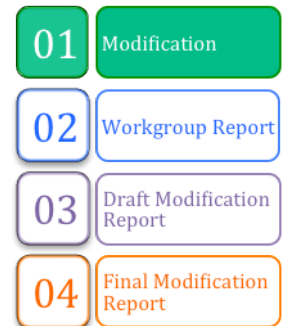 01 Modification
02 Workgroup Report
03 Draft Modification
Report
04 Final Modification
Report